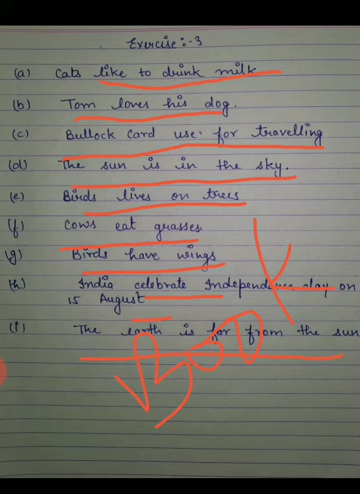 Exercise:-3
(a) Cats like to drink milk
(b) Tom loves his dog.
(c) Bullock card use. for travelling
(d) The sun is in the sky.
(e) Birds lives on trees
(f) Cows eat grasses
(g) Birds have wings
(h) India celebrate Independence day on
15 August
(i) The earth is for from the sun